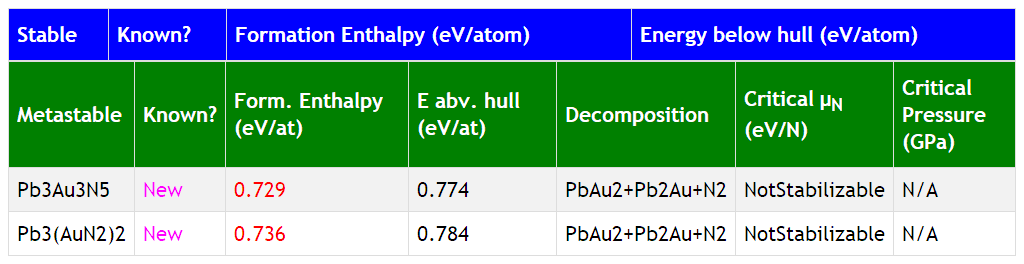 Stable Known? Formation Enthalpy (eV/atom) Energy below hull (eV/atom)
Metastable Known? Form. Enthalpy (eV/at) E abv. hull (eV/at) Decomposition Critical μN (eV/N) Critical Pressure (GPa)
Pb3Au3N5 New 0.729 0.774 PbAu2+Pb2Au+N2 NotStabilizable N/A
Pb3(AuN2)2 New 0.736 0.784 PbAu2+Pb2Au+N2 NotStabilizable N/A